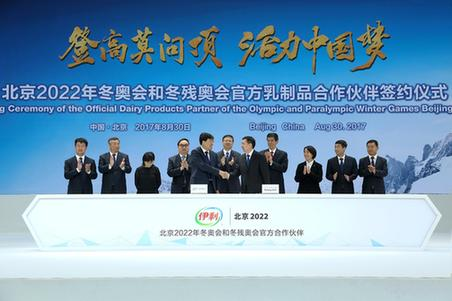 登高莫问顶 活力中国梦
北京2022年冬奥会和冬残奥会官方乳制品合作伙伴签约仪式
ng Ceremony of the Official Dairy Products Partner of the Olympic and Paralympic Winter Games Beijing
中国·北京 2017年8月30日 Beijing China Aug 30. 2017
伊利 北京 2022
北京2022年冬奥会和冬残奥会官方合作伙伴